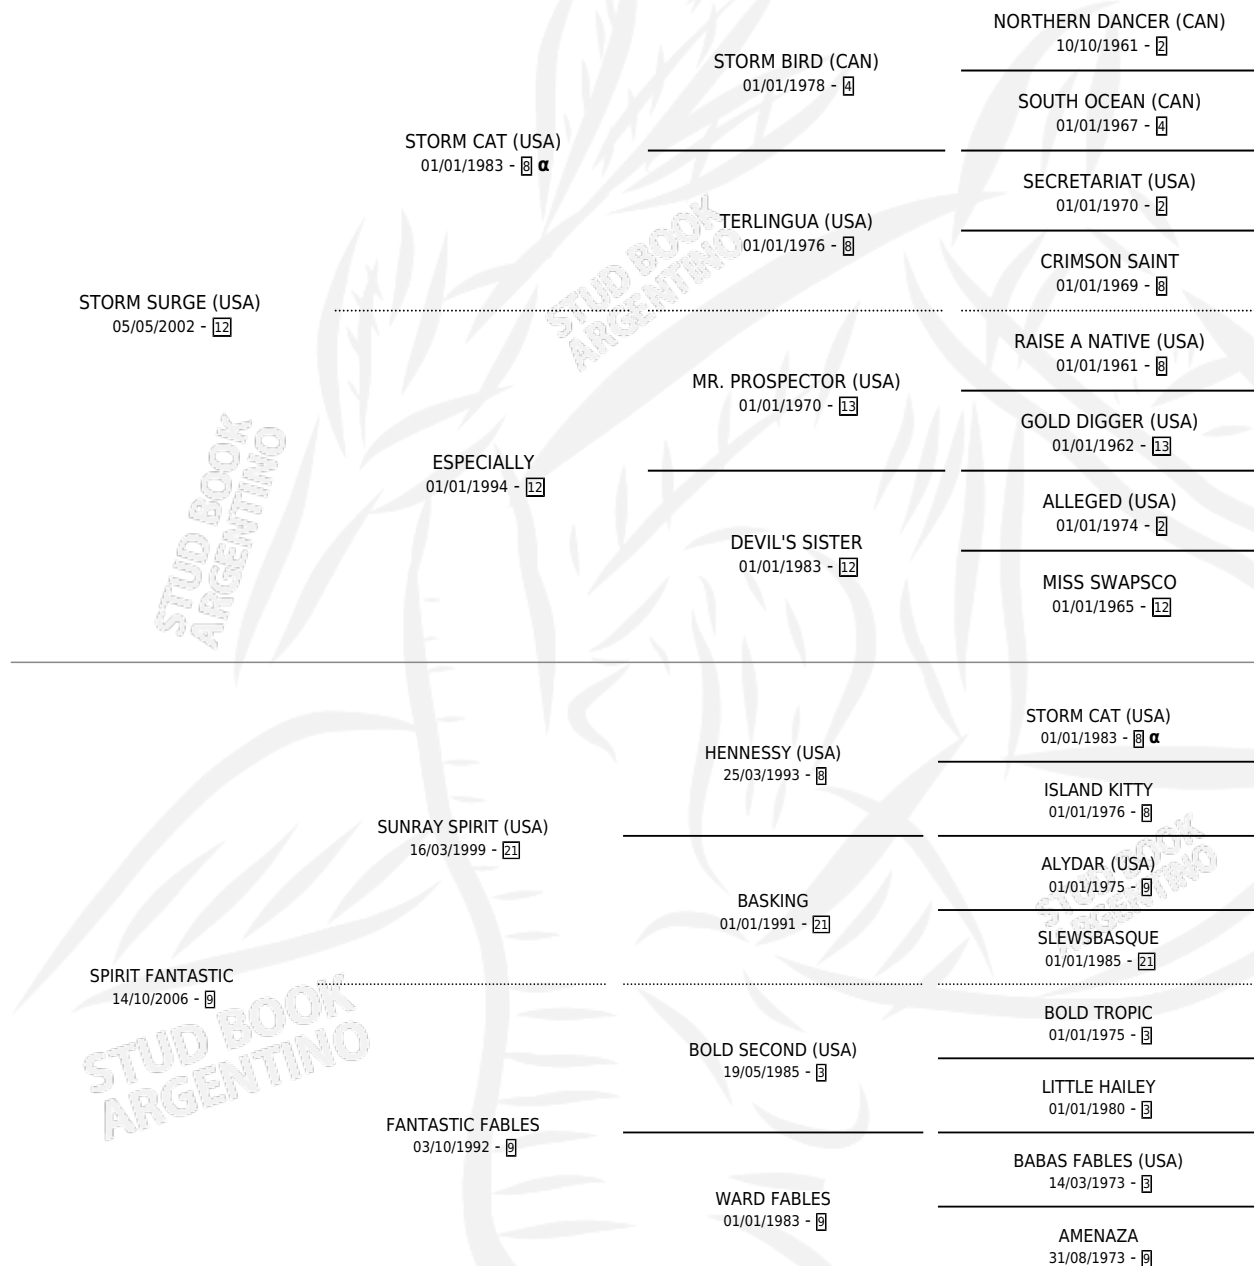 NORTHERN DANCER (CAN)
10/10/1961 - 2
STORM BIRD (CAN)
01/01/1978 - 4
SOUTH OCEAN (CAN)
01/01/1967 - 4
STORM CAT (USA)
01/01/1983 - 8 α
SECRETARIAT (USA)
01/01/1970 - 2
TERLINGUA (USA)
01/01/1976 - 8
CRIMSON SAINT
01/01/1969 - 8
STORM SURGE (USA)
05/05/2002 - 12
RAISE A NATIVE (USA)
01/01/1961 - 8
MR. PROSPECTOR (USA)
01/01/1970 - 13
GOLD DIGGER (USA)
01/01/1962 - 13
ESPECIALLY
01/01/1994 - 12
ALLEGED (USA)
01/01/1974 - 2
DEVIL'S SISTER
01/01/1983 - 12
MISS SWAPSCO
01/01/1965 - 12
STORM CAT (USA)
01/01/1983 - 8 α
HENNESSY (USA)
25/03/1993 - 8
ISLAND KITTY
01/01/1976 - 8
SUNRAY SPIRIT (USA)
16/03/1999 - 21
ALYDAR (USA)
01/01/1975 - 9
BASKING
01/01/1991 - 21
SLEWSBASQUE
01/01/1985 - 21
SPIRIT FANTASTIC
14/10/2006 - 9
BOLD TROPIC
01/01/1975 - 3
BOLD SECOND (USA)
19/05/1985 - 3
LITTLE HAILEY
01/01/1980 - 3
FANTASTIC FABLES
03/10/1992 - 9
BABAS FABLES (USA)
14/03/1973 - 3
WARD FABLES
01/01/1983 - 9
AMENAZA
31/08/1973 - 9
STUD BOOK
ARGENTINO
STUD BOOK
ARGENTINO
STUD BOOK
ARGENTINO
STUD BOOK
ARGENTINO